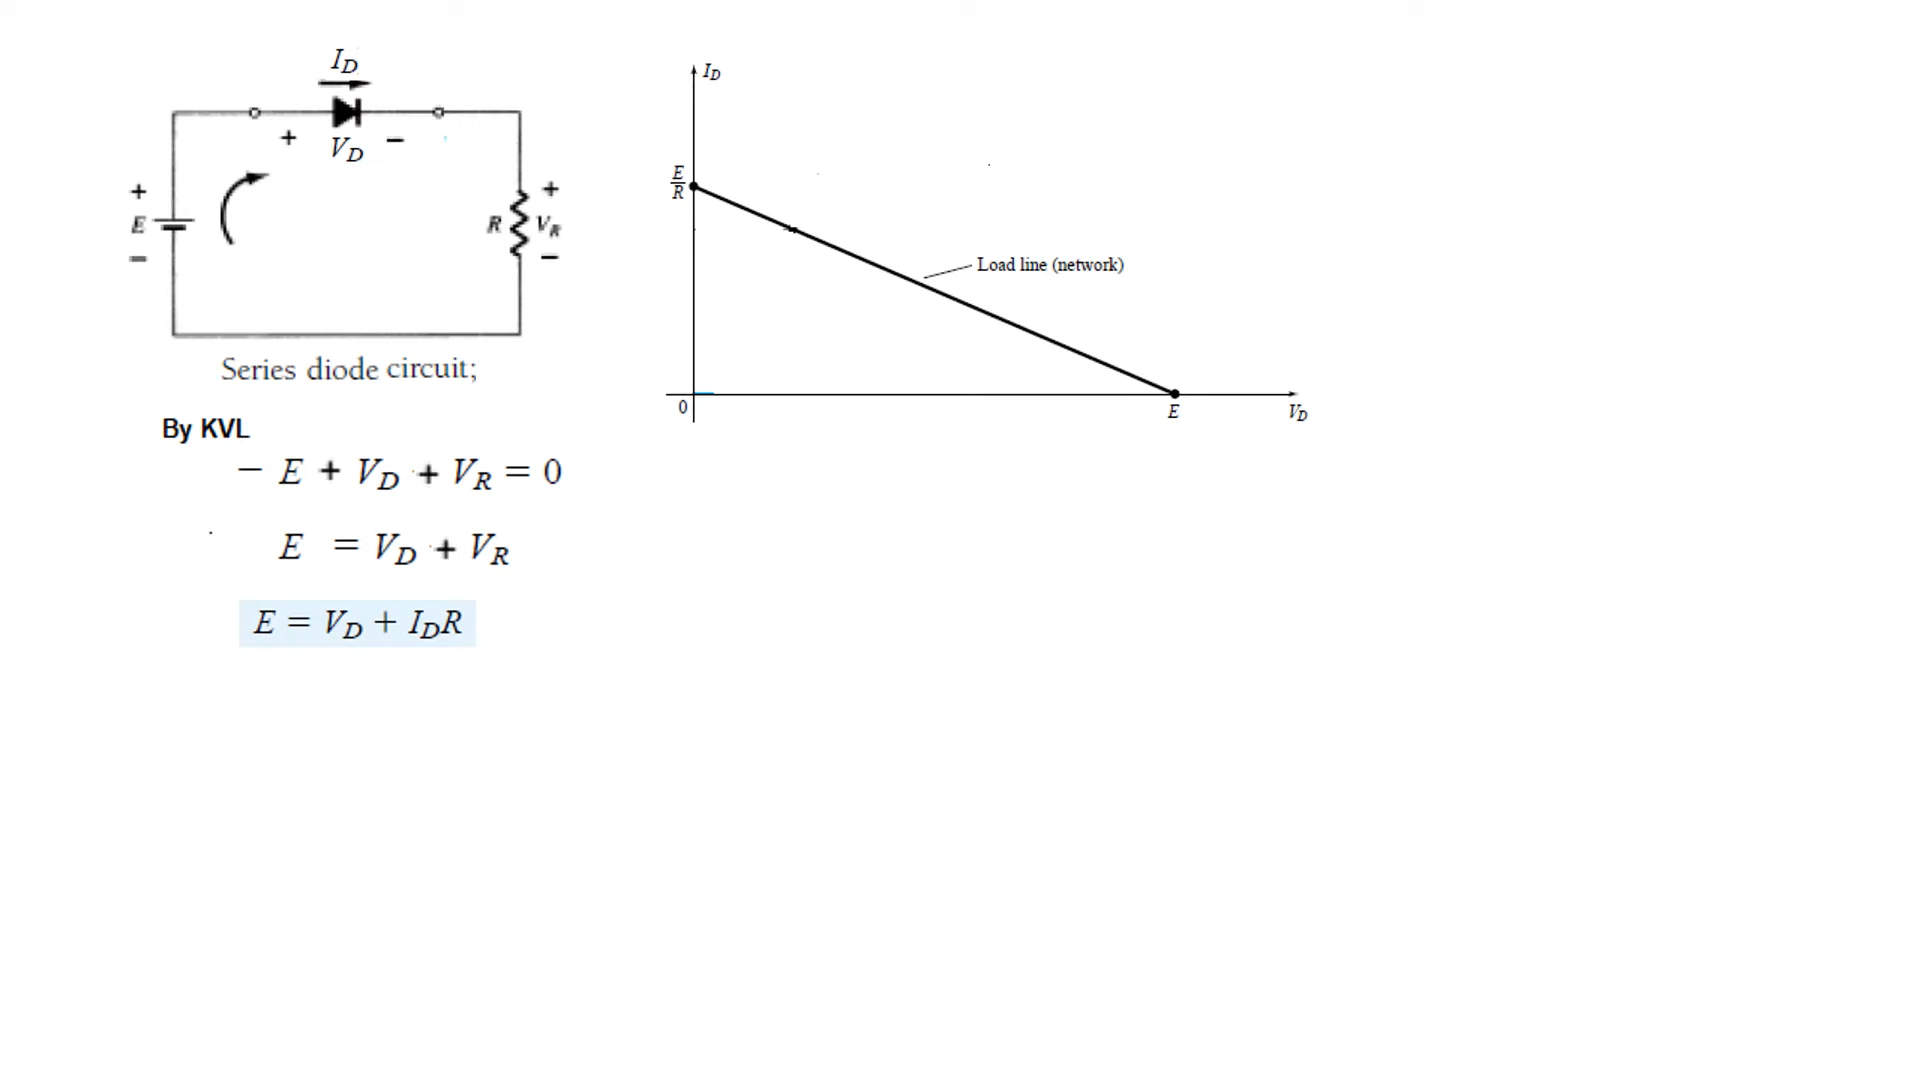 I_D
+ V_D −
+
E
−
R
+
V_R
−
Series diode circuit;
By KVL
− E + V_D + V_R = 0
E = V_D + V_R
E = V_D + I_D R
I_D
E/R
Load line (network)
0
E
V_D